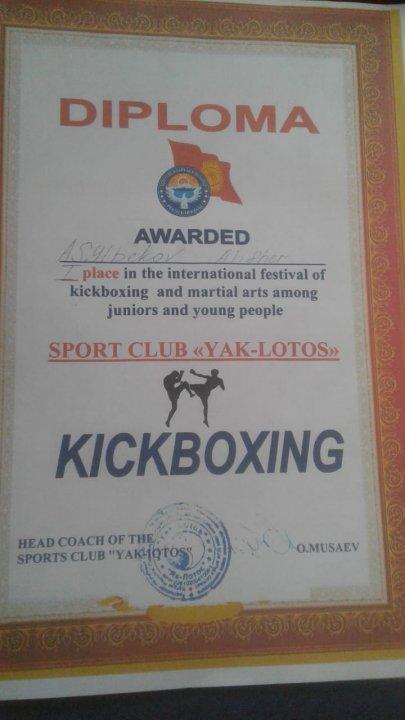 DIPLOMA
AWARDED
Alisher
I place in the international festival of
kickboxing and martial arts among
juniors and young people
SPORT CLUB «YAK-LOTOS»
KICKBOXING
HEAD COACH OF THE
SPORTS CLUB "YAK-lOTOS"
O.MUSAEV